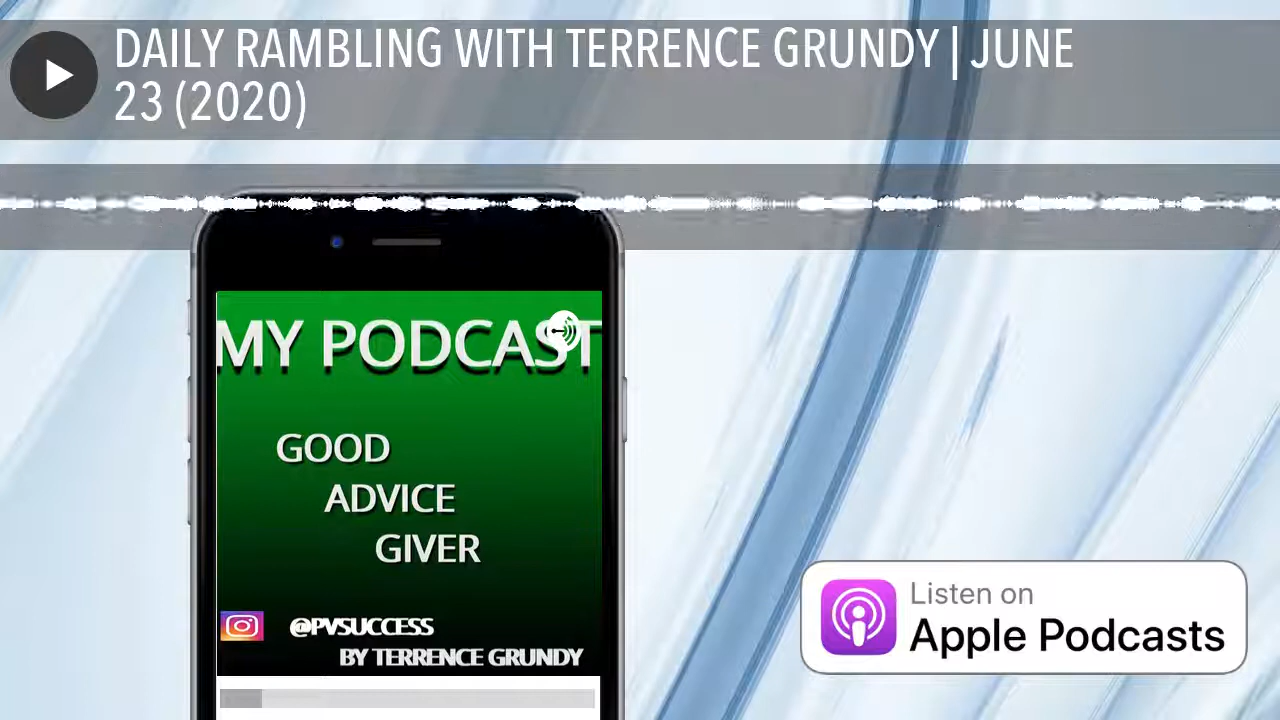 DAILY RAMBLING WITH TERRENCE GRUNDY | JUNE
23 (2020)
MY PODCAST
GOOD
ADVICE
GIVER
@PVSUCCESS
BY TERRENCE GRUNDY
Listen on
Apple Podcasts